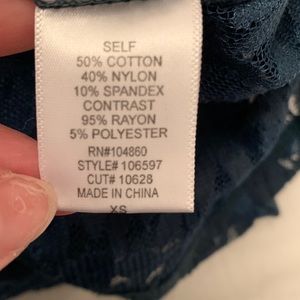 SELF
50% COTTON
40% NYLON
10% SPANDEX
CONTRAST
95% RAYON
5% POLYESTER
RN#104860
STYLE# 106597
CUT# 10628
MADE IN CHINA
XS